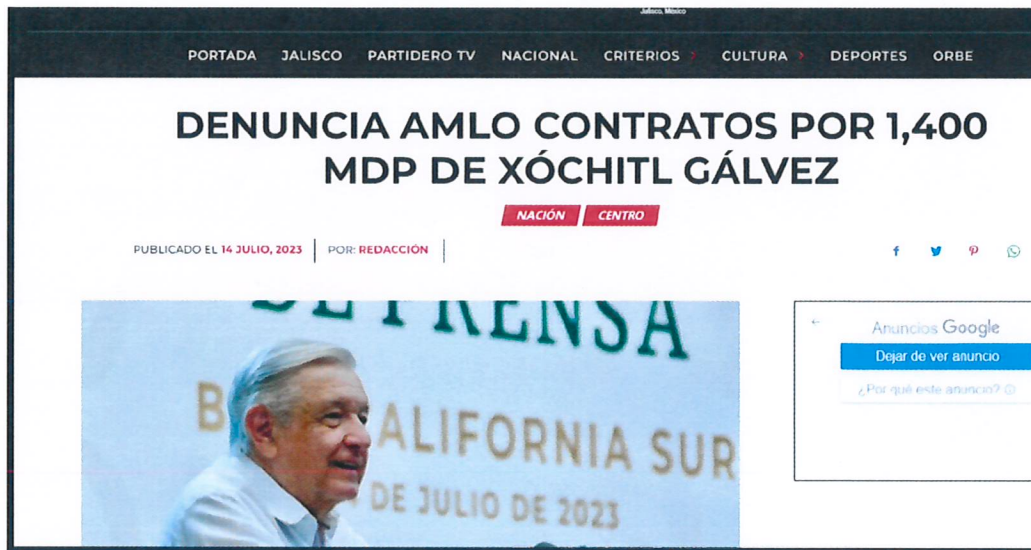 Jalisco, México
PORTADA JALISCO PARTIDERO TV NACIONAL CRITERIOS CULTURA DEPORTES ORBE
DENUNCIA AMLO CONTRATOS POR 1,400
MDP DE XÓCHITL GÁLVEZ
NACIÓN CENTRO
PUBLICADO EL 14 JULIO, 2023 POR: REDACCIÓN
DE PRENSA
B ALIFORNIA SUR
DE JULIO DE 2023
Anuncios Google
Dejar de ver anuncio
¿Por qué este anuncio?